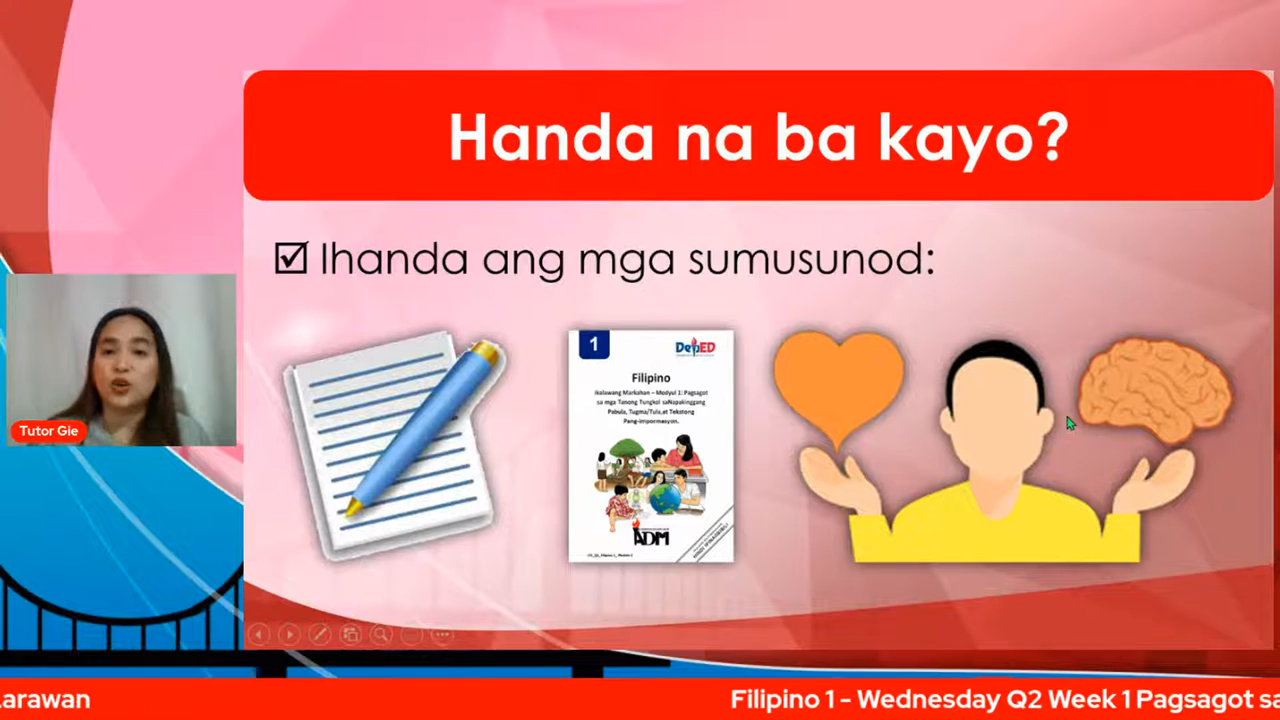 Handa na ba kayo?
☑ Ihanda ang mga sumusunod:
1
DepED
Filipino
Ikalawang Markahan – Modyul 1: Pagsagot
sa mga Tanong Tungkol saNapakinggang
Pabula, Tugma/Tula,at Tekstong
Pang-impormasyon.
ADM
Tutor Gie
arawan
Filipino 1 - Wednesday Q2 Week 1 Pagsagot sa